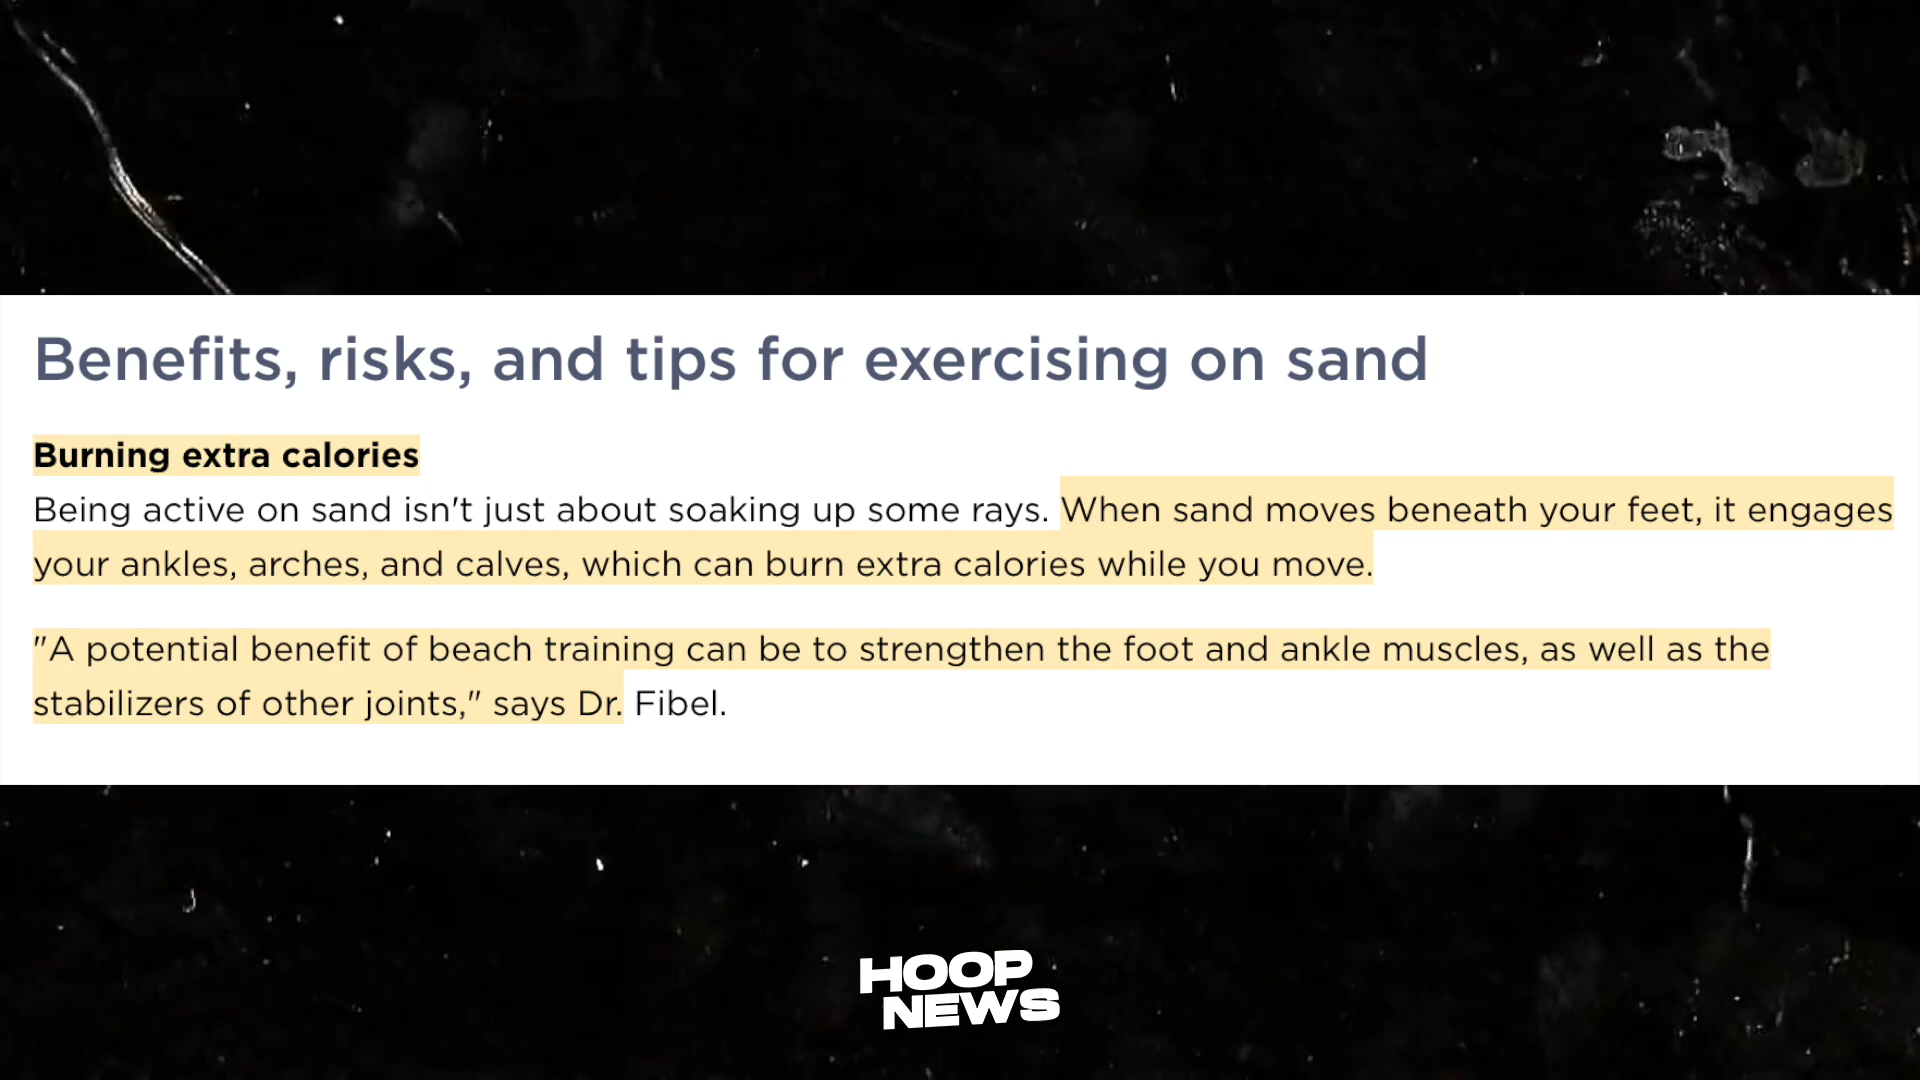 Benefits, risks, and tips for exercising on sand
Burning extra calories
Being active on sand isn't just about soaking up some rays. When sand moves beneath your feet, it engages
your ankles, arches, and calves, which can burn extra calories while you move.
"A potential benefit of beach training can be to strengthen the foot and ankle muscles, as well as the
stabilizers of other joints," says Dr. Fibel.
HOOP
NEWS